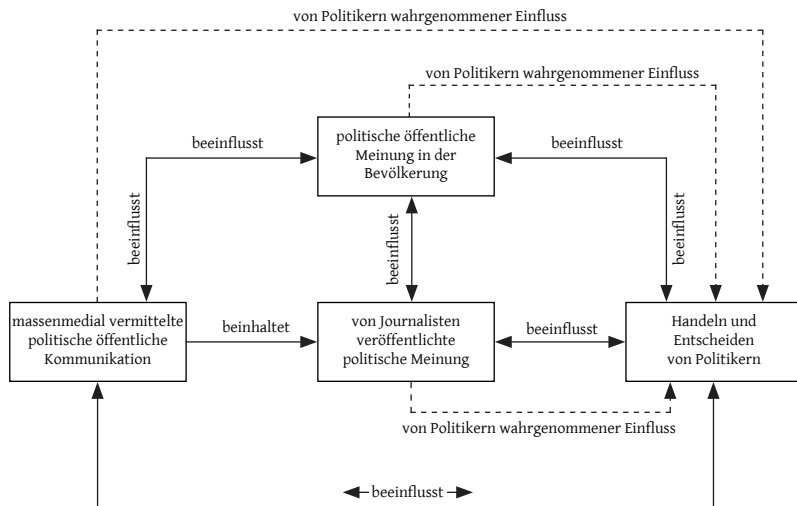 von Politikern wahrgenommener Einfluss
von Politikern wahrgenommener Einfluss
politische öffentliche
Meinung in der
Bevölkerung
beeinflusst
beeinflusst
beeinflusst
beeinflusst
beeinflusst
massenmedial vermittelte
politische öffentliche
Kommunikation
beinhaltet
von Journalisten
veröffentlichte
politische Meinung
beeinflusst
Handeln und
Entscheiden
von Politikern
von Politikern wahrgenommener Einfluss
beeinflusst